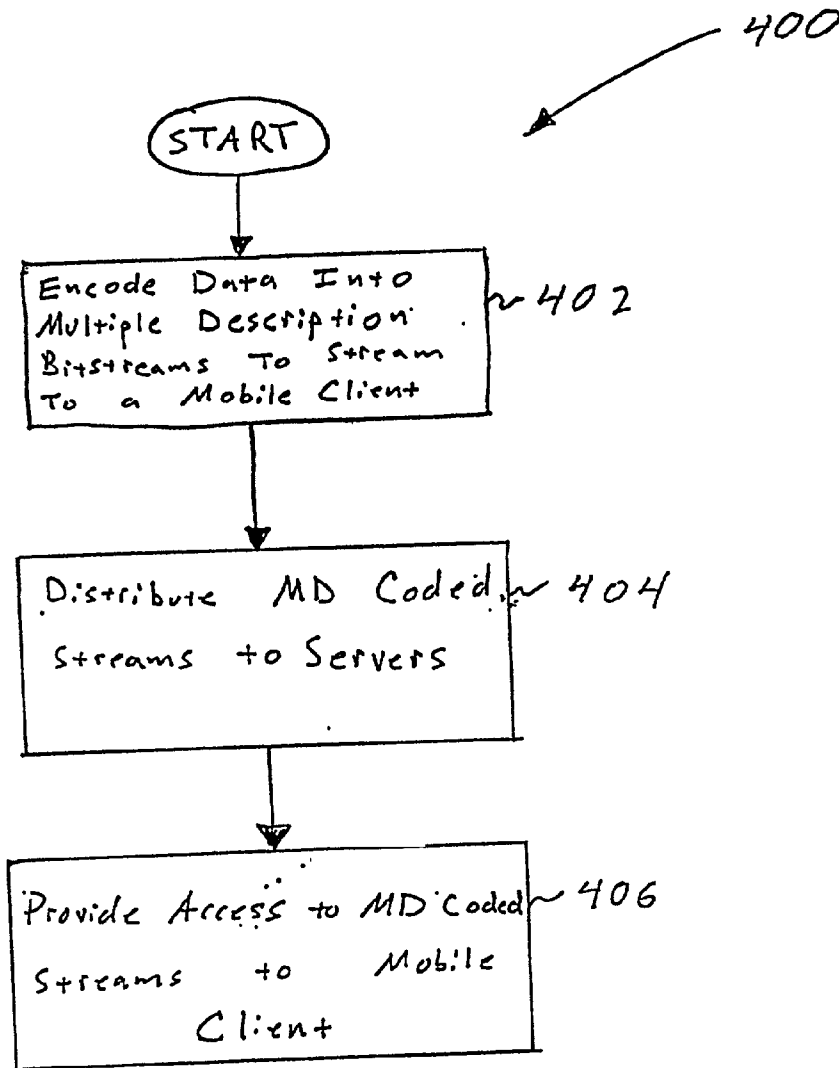 400
START
Encode Data Into
Multiple Description
Bitstreams To Stream
To a Mobile Client
402
Distribute MD Coded
Streams to Servers
404
Provide Access to MD Coded
Streams to Mobile
Client
406